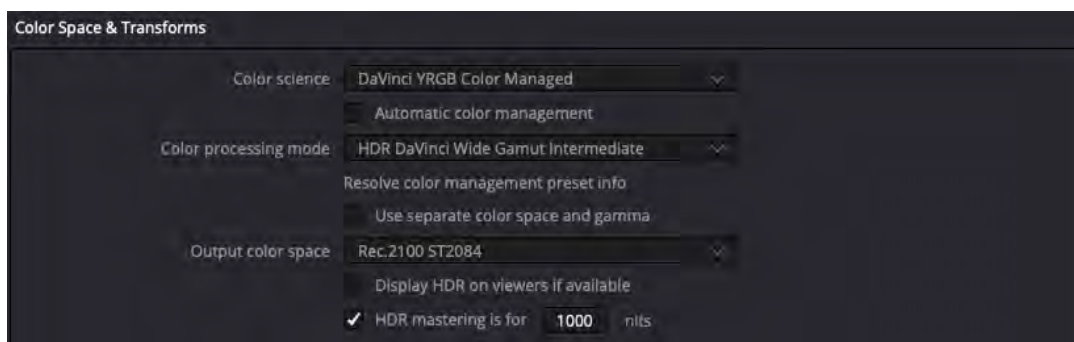 Color Space & Transforms
Color science DaVinci YRGB Color Managed
Automatic color management
Color processing mode HDR DaVinci Wide Gamut Intermediate
Resolve color management preset info
Use separate color space and gamma
Output color space Rec.2100 ST2084
Display HDR on viewers if available
HDR mastering is for 1000 nits